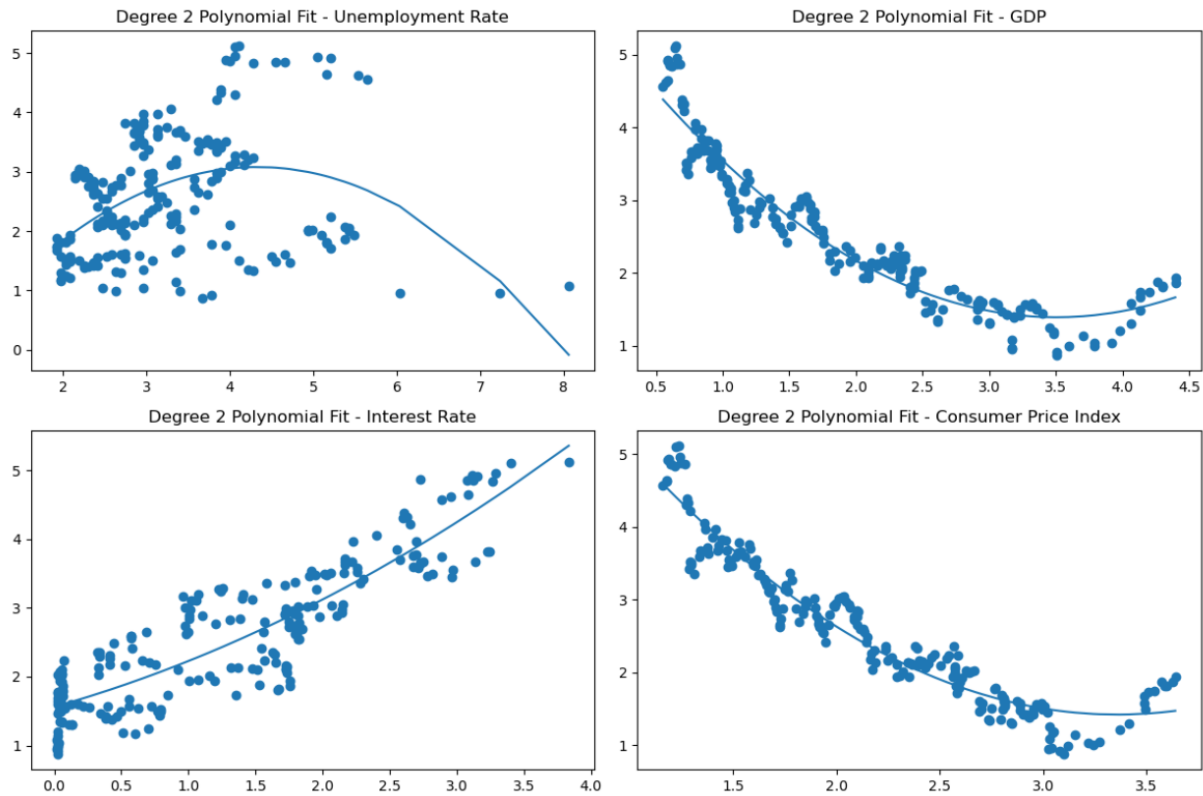 Degree 2 Polynomial Fit - Unemployment Rate
5
4
3
2
1
0
2 3 4 5 6 7 8
Degree 2 Polynomial Fit - GDP
5
4
3
2
1
0.5 1.0 1.5 2.0 2.5 3.0 3.5 4.0 4.5
Degree 2 Polynomial Fit - Interest Rate
5
4
3
2
1
0.0 0.5 1.0 1.5 2.0 2.5 3.0 3.5 4.0
Degree 2 Polynomial Fit - Consumer Price Index
5
4
3
2
1
1.5 2.0 2.5 3.0 3.5